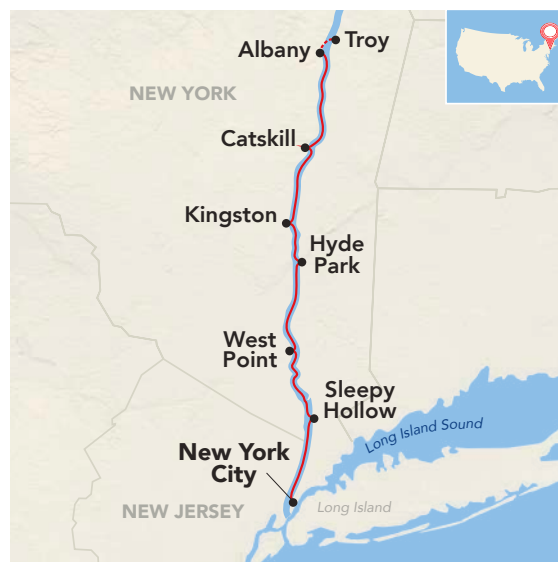 Troy
Albany
NEW YORK
Catskill
Kingston
Hyde
Park
West
Point
Sleepy
Hollow
Long Island Sound
New York
City
Long Island
NEW JERSEY